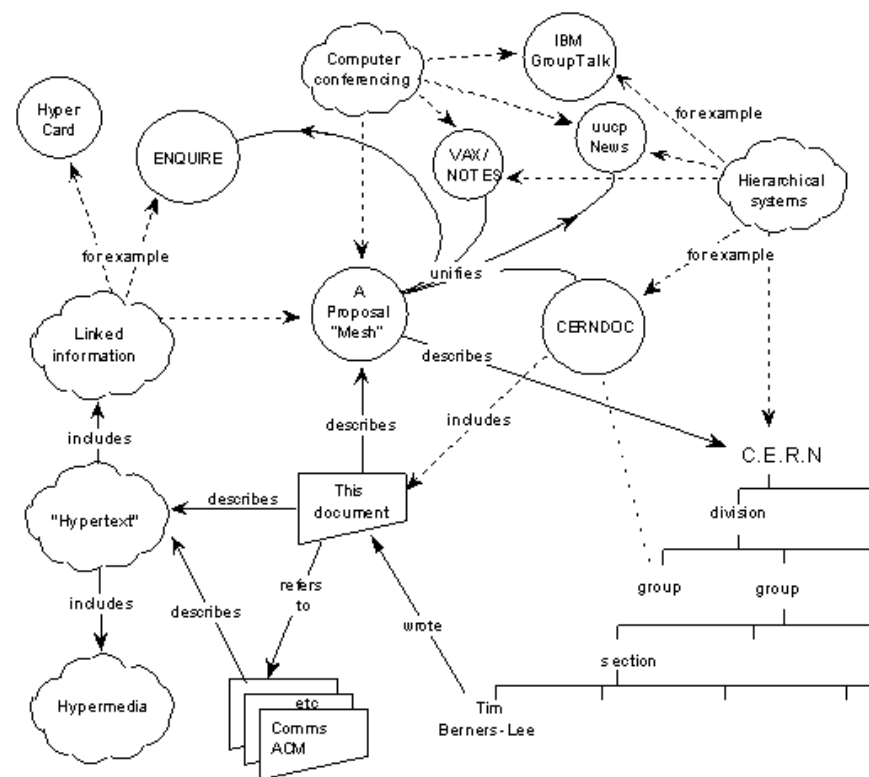 IBM
GroupTalk
Computer
conferencing
Hyper
Card
for example
uucp
News
ENQUIRE
VAX/
NOTES
Hierarchical
systems
for example
unifies
for example
A
Proposal
"Mesh"
CERNDOC
Linked
information
describes
includes
describes
includes
C.E.R.N
This
document
describes
"Hypertext"
division
refers
to
group
group
includes
describes
wrote
section
Hypermedia
etc
Tim
Berners-Lee
Comms
ACM